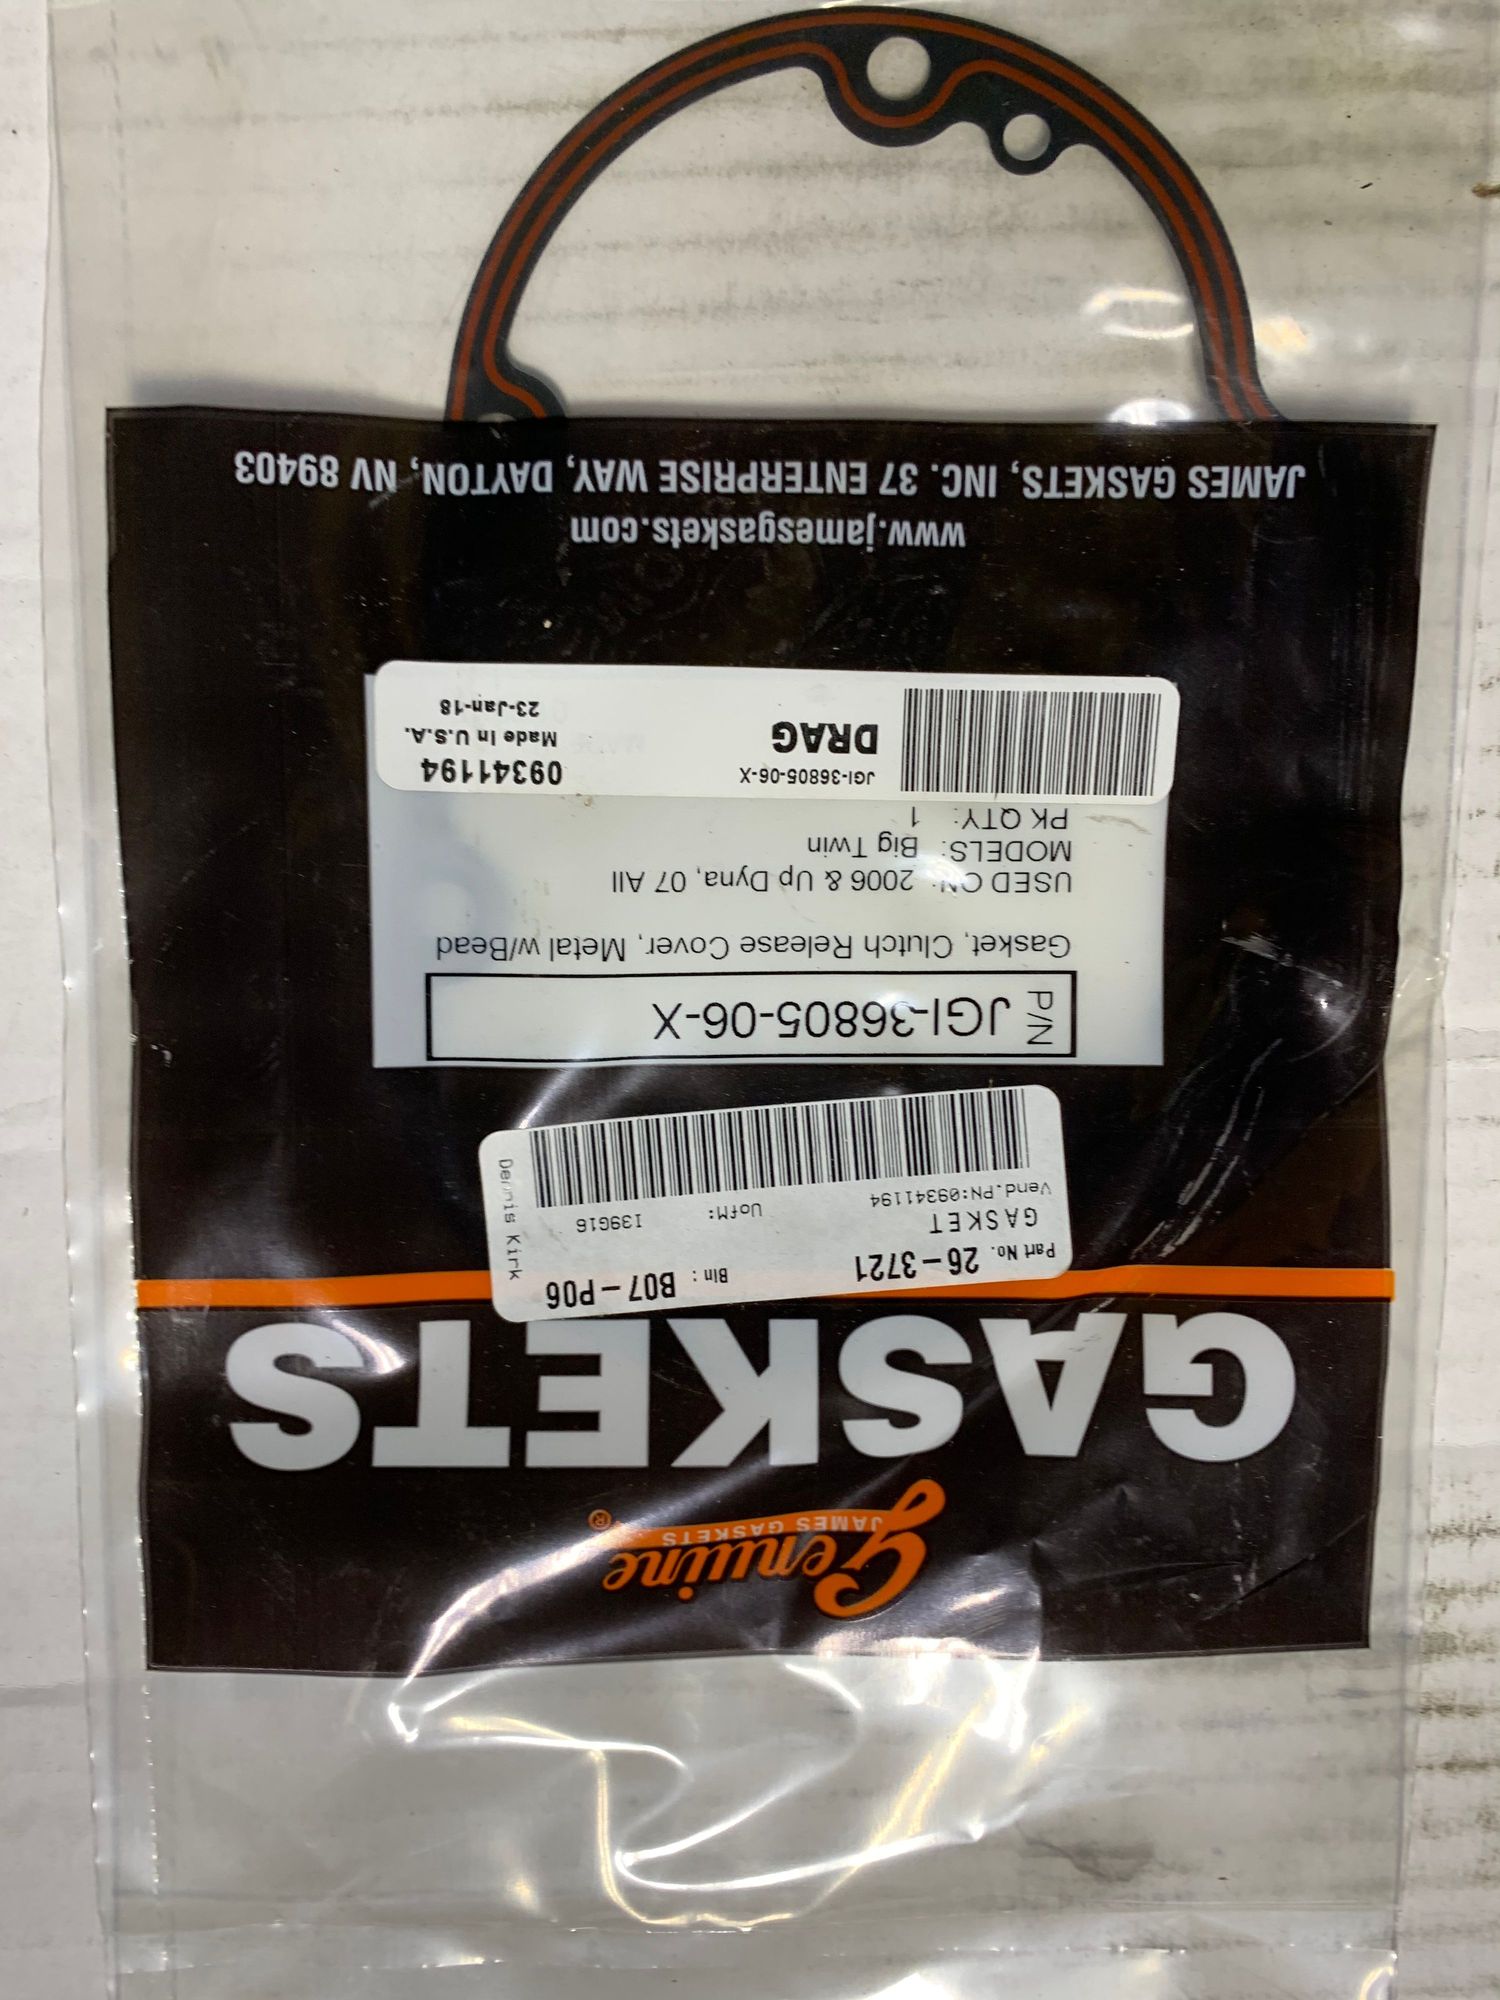 Genuine
JAMES GASKETS ®
GASKETS
Part No. 26-3721 Bin: B07-P06
GASKET UofM: I39G16
Vend.PN:09341194
Dennis Kirk
P/N JGI-36805-06-X
Gasket, Clutch Release Cover, Metal w/Bead
USED ON: 2006 & Up Dyna, 07 All
MODELS: Big Twin
PK QTY: 1
JGI-36805-06-X 09341194
DRAG Made In U.S.A.
23-Jan-18
www.jamesgaskets.com
JAMES GASKETS, INC. 37 ENTERPRISE WAY, DAYTON, NV 89403